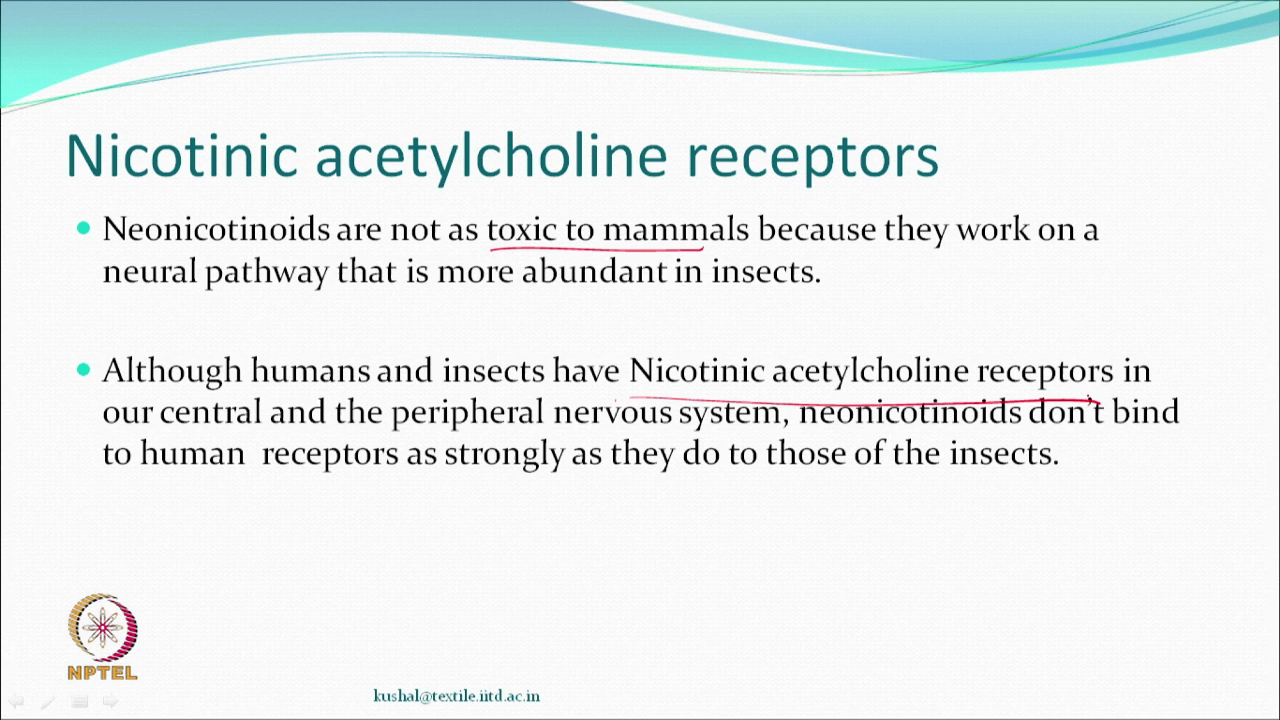 Nicotinic acetylcholine receptors
Neonicotinoids are not as toxic to mammals because they work on a
neural pathway that is more abundant in insects.
Although humans and insects have Nicotinic acetylcholine receptors in
our central and the peripheral nervous system, neonicotinoids don't bind
to human receptors as strongly as they do to those of the insects.
NPTEL
kushal@textile.iitd.ac.in